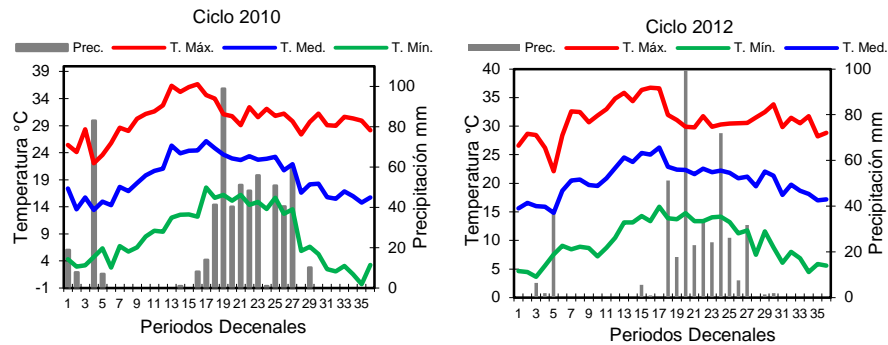 Ciclo 2010
Prec. T. Máx. T. Med. T. Mín.
39
34
29
24
19
14
9
4
-1
100
80
60
40
20
0
Temperatura °C
Precipitación mm
1 3 5 7 9 11 13 15 17 19 21 23 25 27 29 31 33 35
Periodos Decenales
Ciclo 2012
Prec. T. Máx. T. Mín. T. Med.
40
35
30
25
20
15
10
5
0
100
80
60
40
20
0
Temperatura °C
Precipitación mm
1 3 5 7 9 11 13 15 17 19 21 23 25 27 29 31 33 35
Periodos Decenales